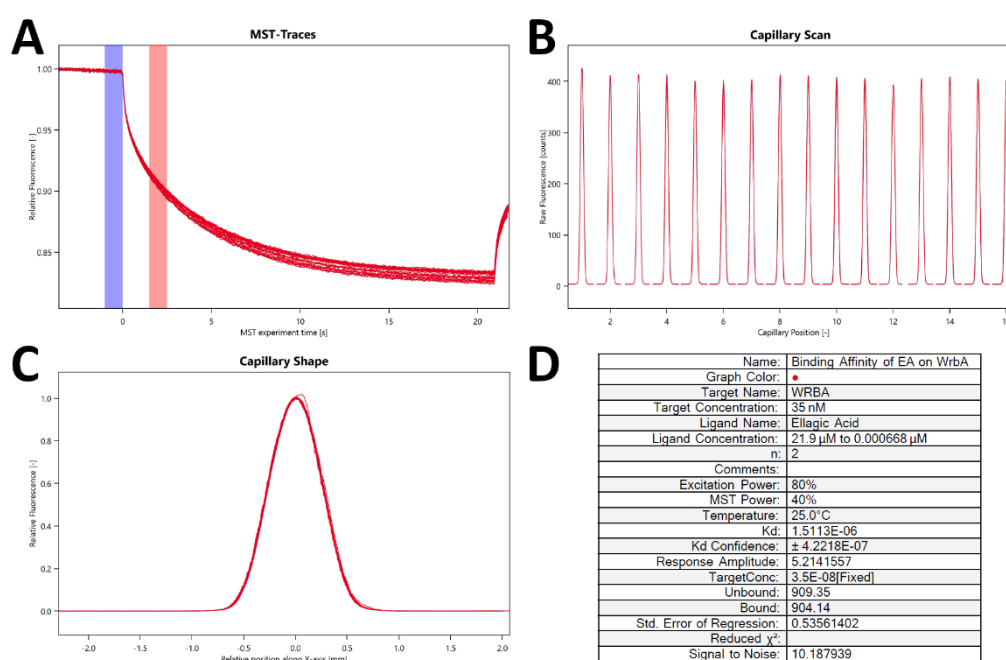 A
MST-Traces
1.00
0.95
0.90
0.85
Relative Fluorescence [-]
0
5
10
15
20
MST experiment time [s]
B
Capillary Scan
400
300
200
100
0
Raw Fluorescence [counts]
2
4
6
8
10
12
14
1
Capillary Position [-]
C
Capillary Shape
1.0
0.8
0.6
0.4
0.2
0.0
Relative Fluorescence [-]
-2.0
-1.0
0.0
1.0
2.0
Relative position along X-axis [mm]
D
Name: Binding Affinity of EA on WrbA
Graph Color:
Target Name: WRBA
Target Concentration: 35 nM
Ligand Name: Ellagic Acid
Ligand Concentration: 21.9 µM to 0.000668 µM
n: 2
Comments:
Excitation Power: 80%
MST Power: 40%
Temperature: 25.0°C
Kd: 1.5113E-06
Kd Confidence: ± 4.2218E-07
Response Amplitude: 5.2141557
TargetConc: 3.5E-08[Fixed]
Unbound: 909.35
Bound: 904.14
Std. Error of Regression: 0.53561402
Reduced χ²:
Signal to Noise: 10.187939